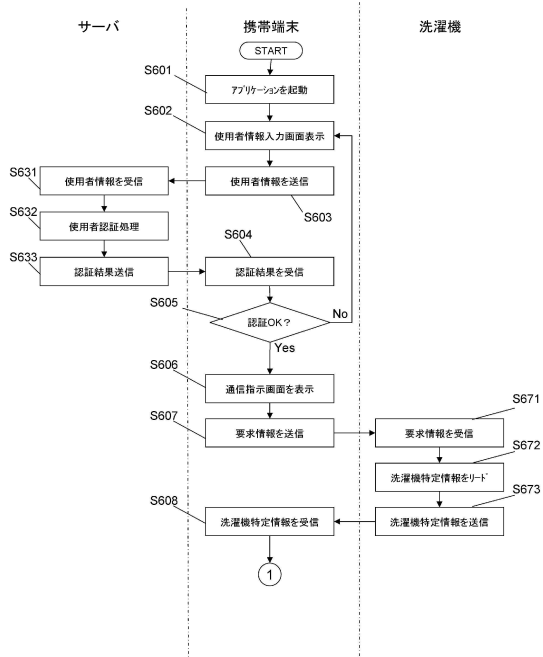 サーバ
携帯端末
洗濯機
START
S601
アプリケーションを起動
S602
使用者情報入力画面表示
S631
使用者情報を受信
使用者情報を送信
S603
S632
使用者認証処理
S633
認証結果送信
S604
認証結果を受信
S605
認証OK?
No
Yes
S606
通信指示画面を表示
S607
要求情報を送信
S671
要求情報を受信
S672
洗濯機特定情報をリード
S673
洗濯機特定情報を送信
S608
洗濯機特定情報を受信
1